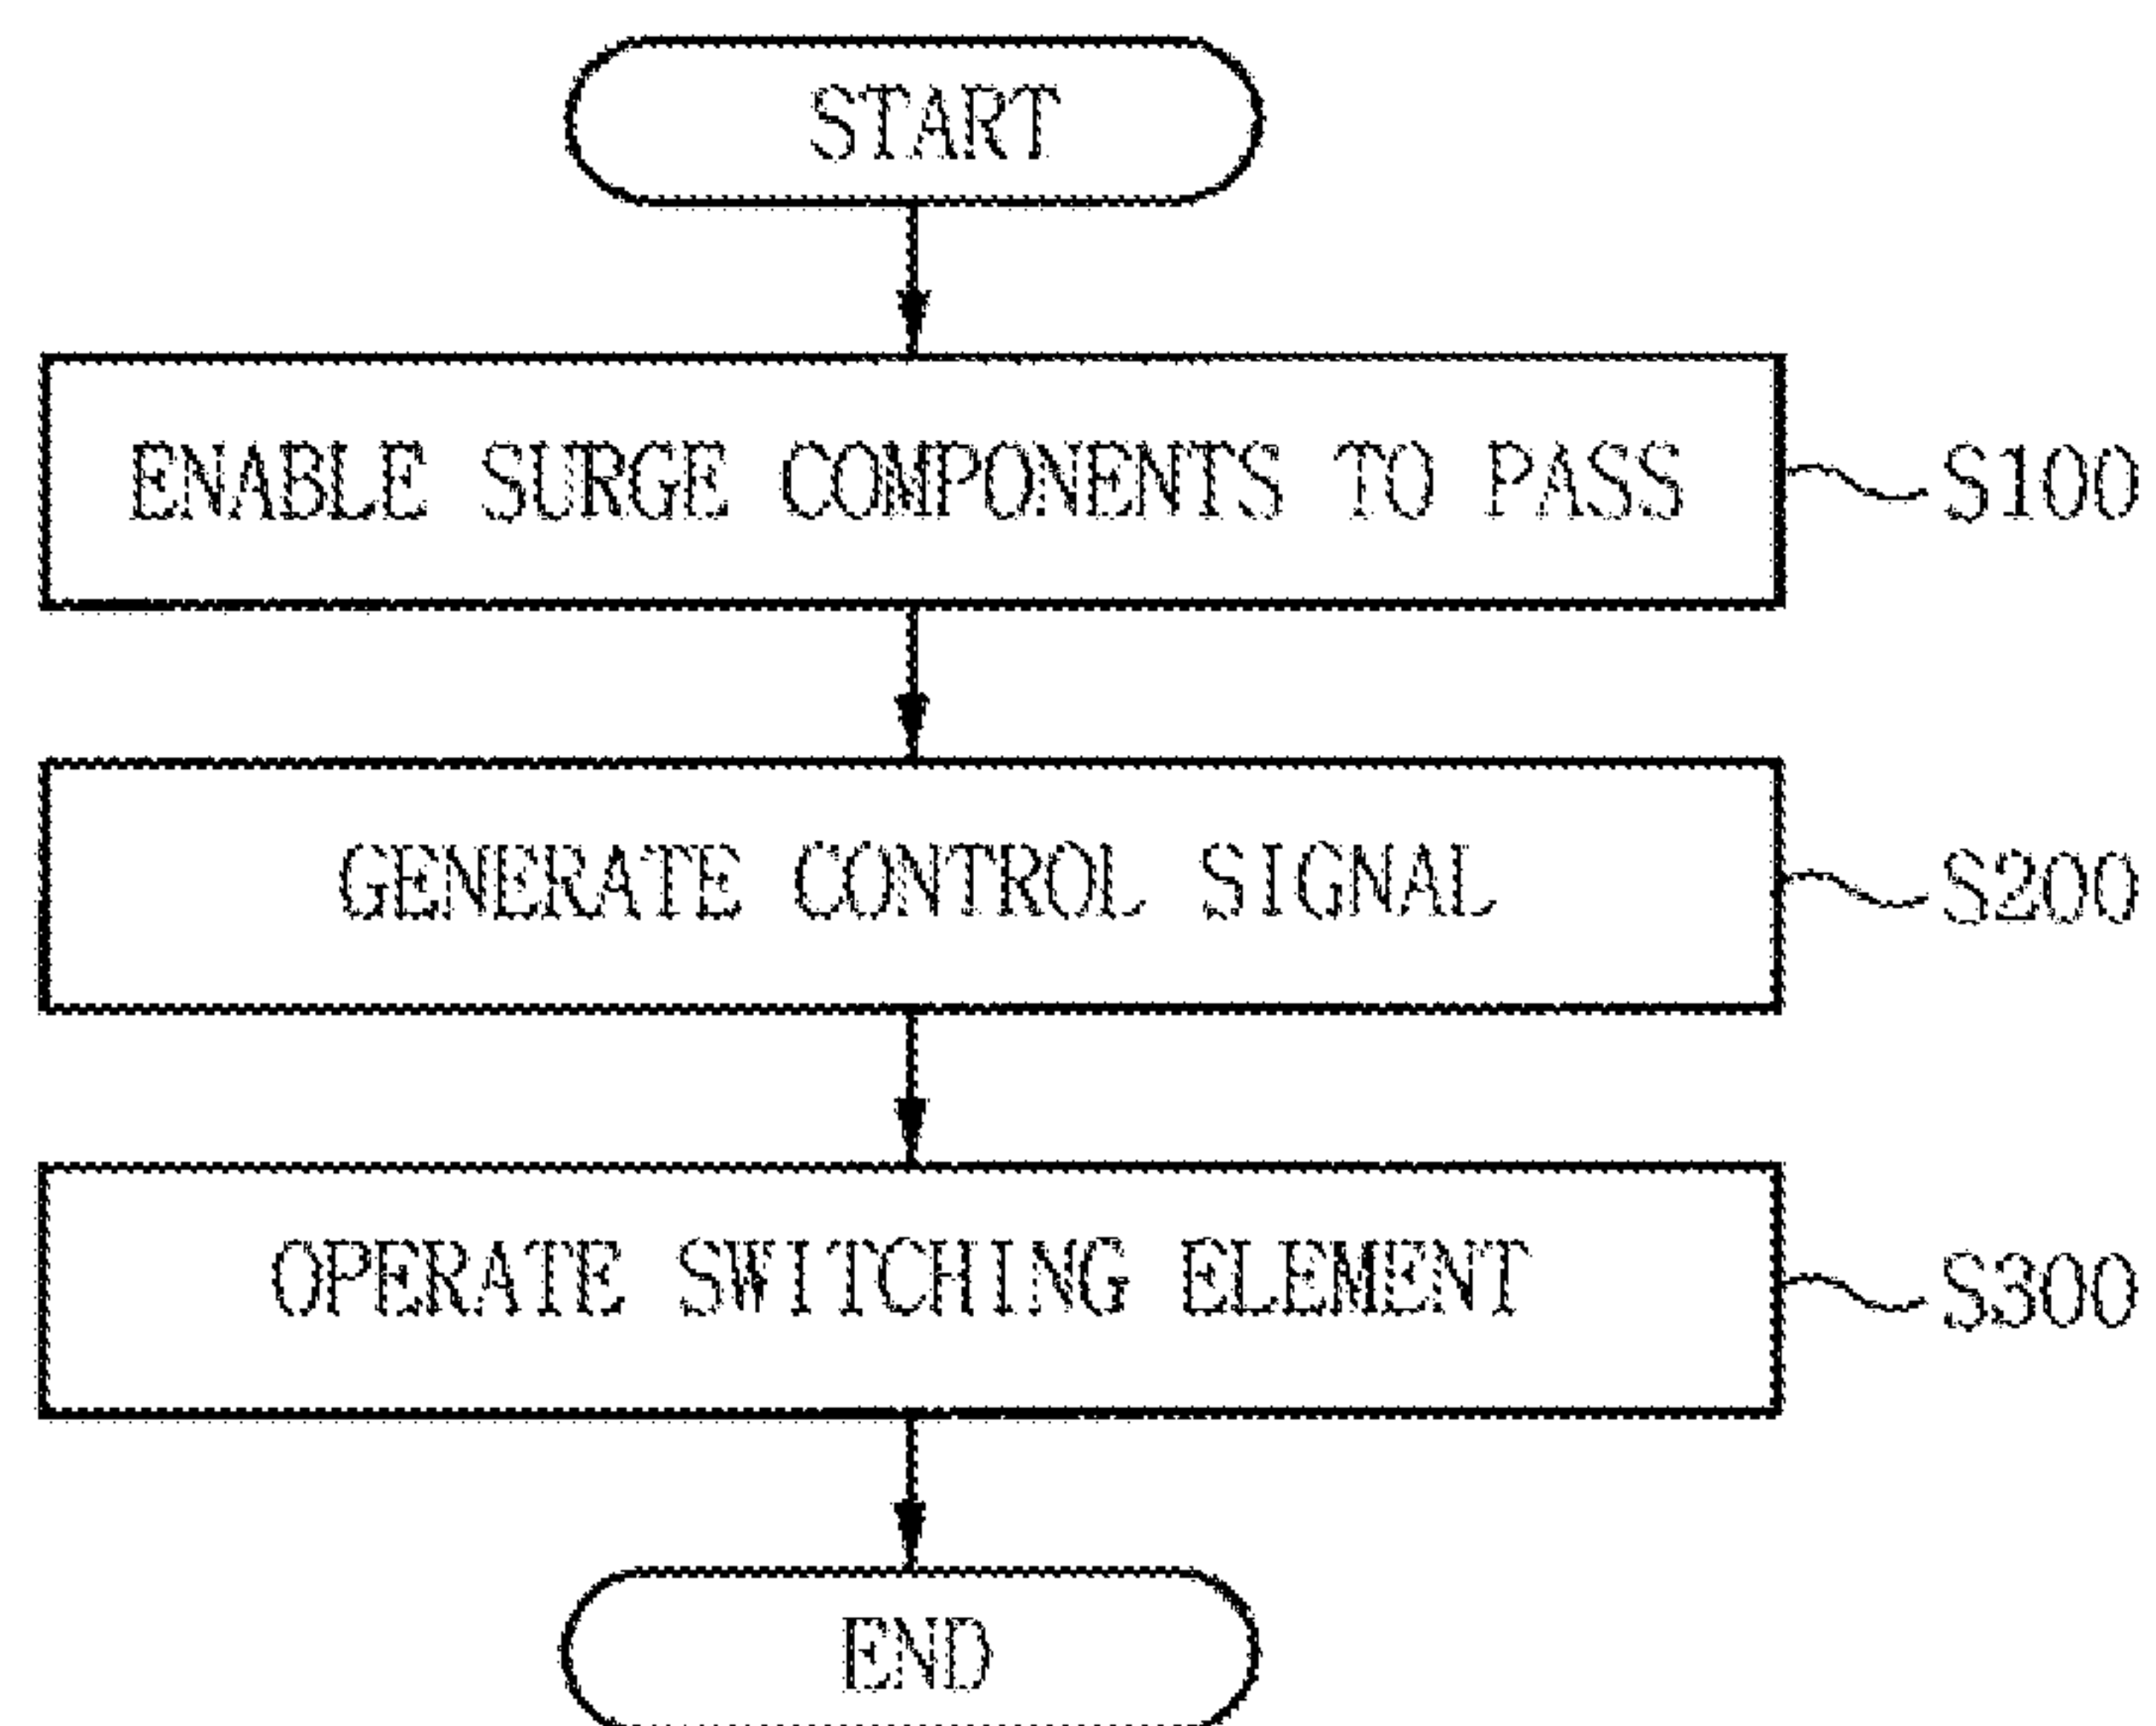 START
ENABLE SURGE COMPONENTS TO PASS
S100
GENERATE CONTROL SIGNAL
S200
OPERATE SWITCHING ELEMENT
S300
END